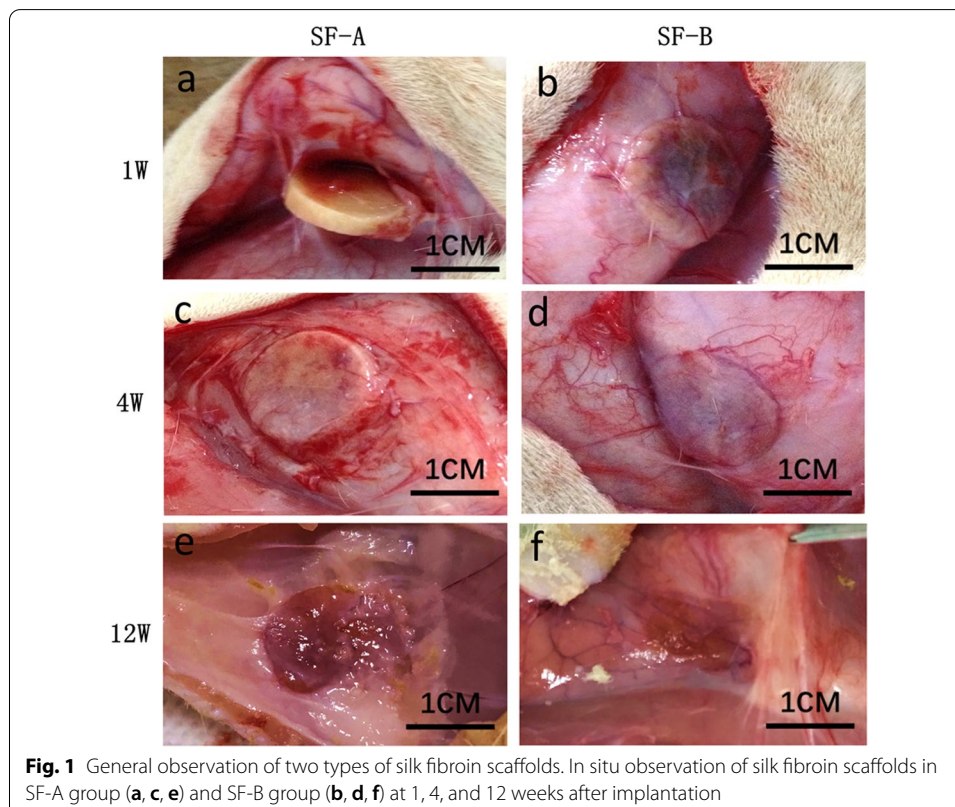 SF-A SF-B
a b
1W
1CM 1CM
c d
4W
1CM 1CM
e f
12W
1CM 1CM
Fig. 1 General observation of two types of silk fibroin scaffolds. In situ observation of silk fibroin scaffolds in
SF-A group (a, c, e) and SF-B group (b, d, f) at 1, 4, and 12 weeks after implantation